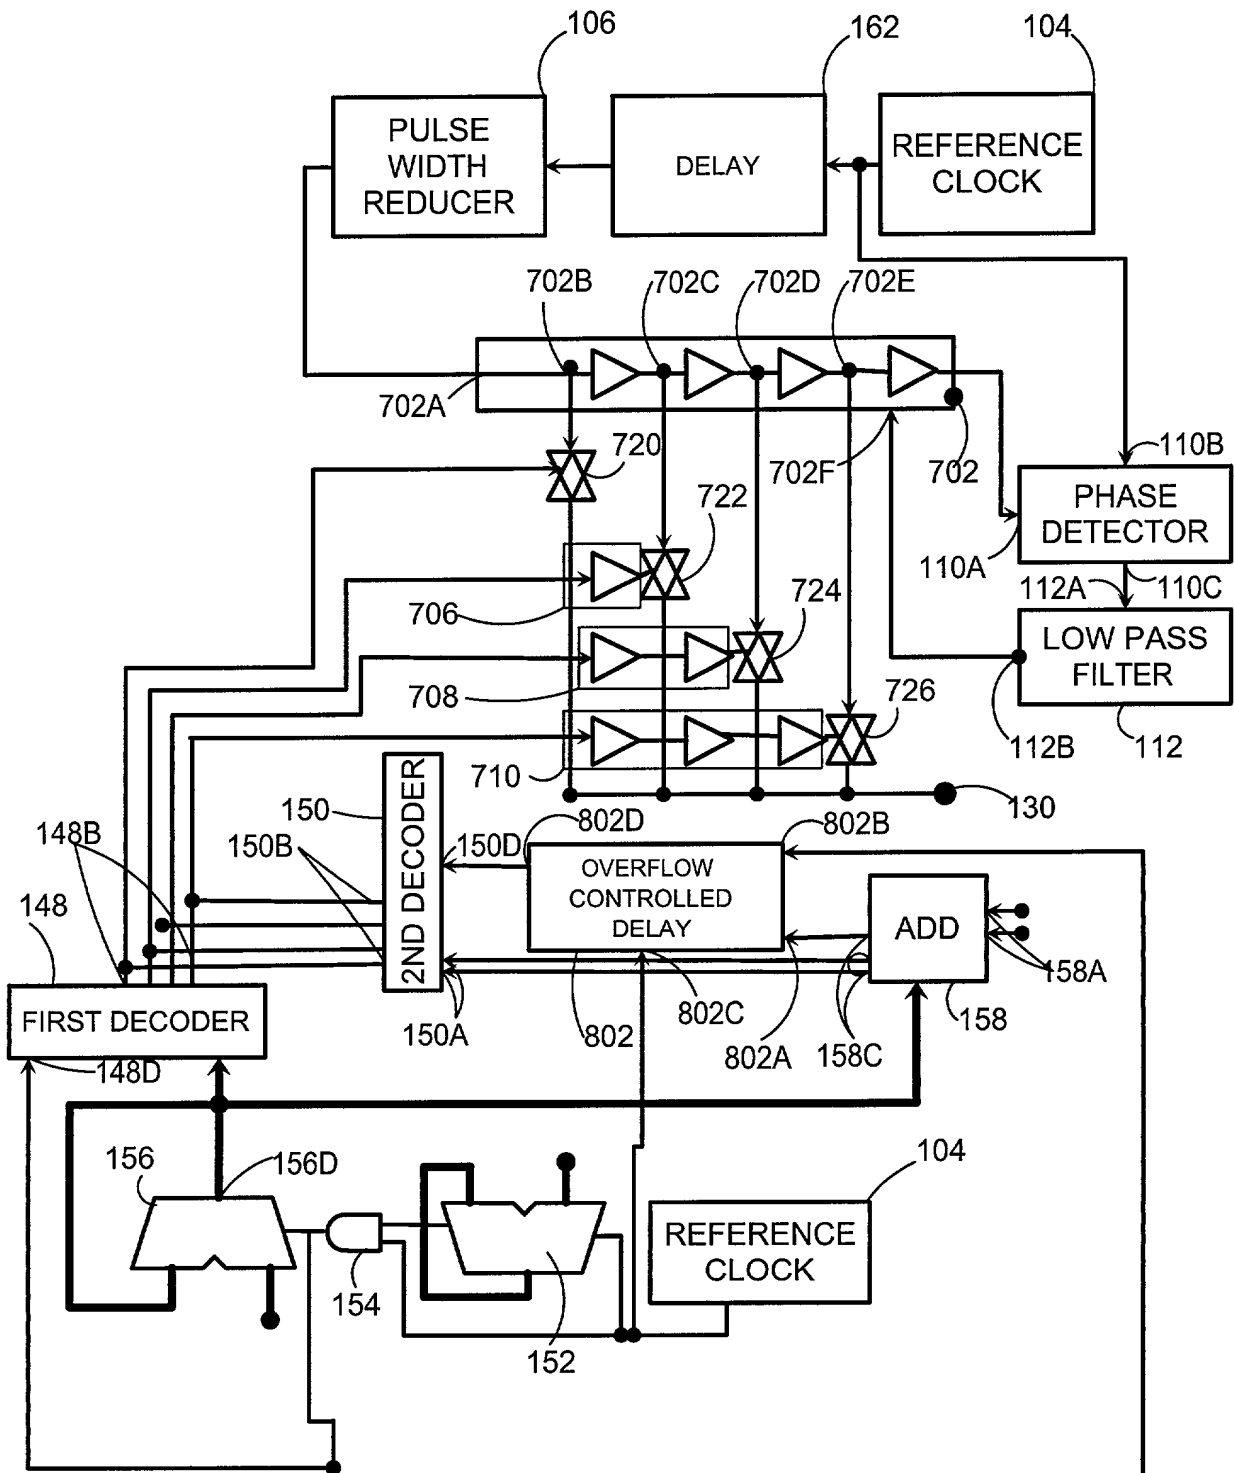 106
162
104
PULSE
WIDTH
REDUCER
DELAY
REFERENCE
CLOCK
702B
702C
702D
702E
702A
720
702F
702
110B
722
PHASE
DETECTOR
110A
112A
110C
706
724
LOW PASS
FILTER
708
726
112B
112
710
130
150
802D
802B
148B
150B
150D
2ND DECODER
OVERFLOW
CONTROLLED
DELAY
ADD
148
158A
FIRST DECODER
150A
802
802C
158
802A
158C
148D
156
156D
104
REFERENCE
CLOCK
154
152